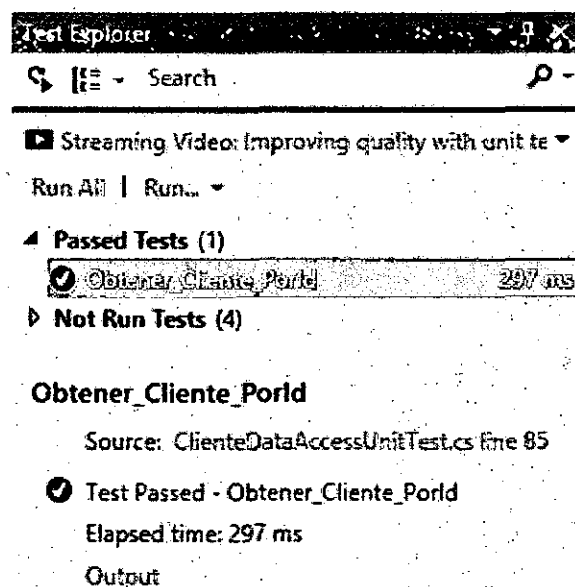 Test Explorer
Search
Streaming Video: Improving quality with unit te
Run All | Run...
Passed Tests (1)
Obtener_Cliente_PorId 297 ms
Not Run Tests (4)
Obtener_Cliente_PorId
Source: ClienteDataAccessUnitTest.cs line 85
Test Passed - Obtener_Cliente_PorId
Elapsed time: 297 ms
Output